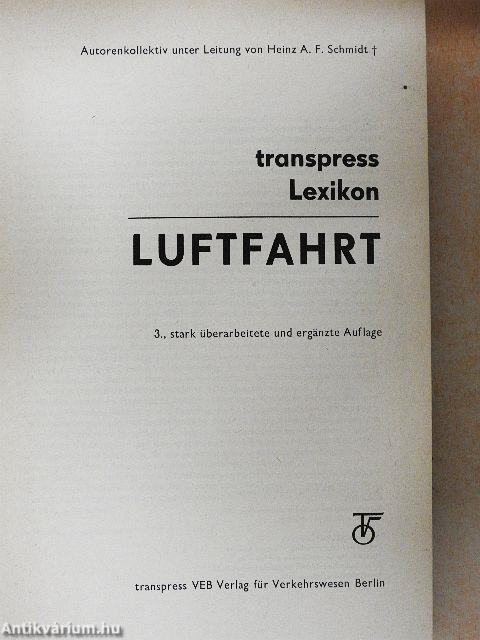 Autorenkollektiv unter Leitung von Heinz A. F. Schmidt †
transpress
Lexikon
LUFTFAHRT
3., stark überarbeitete und ergänzte Auflage
transpress VEB Verlag für Verkehrswesen Berlin
Antikvárium.hu